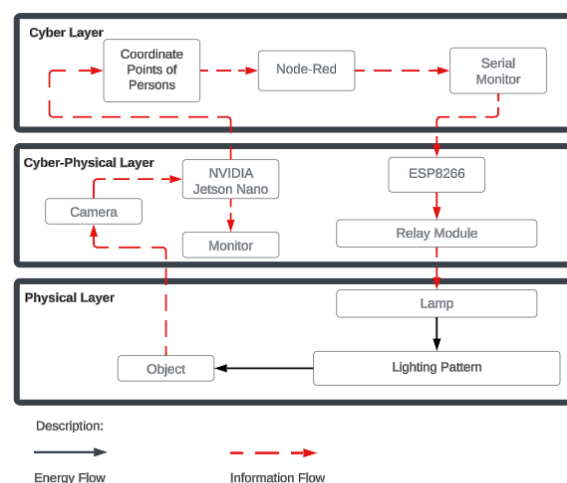 Cyber Layer
Coordinate
Points of
Persons
Node-Red
Serial
Monitor
Cyber-Physical Layer
NVIDIA
Jetson Nano
ESP8266
Camera
Monitor
Relay Module
Physical Layer
Lamp
Object
Lighting Pattern
Description:
Energy Flow
Information Flow